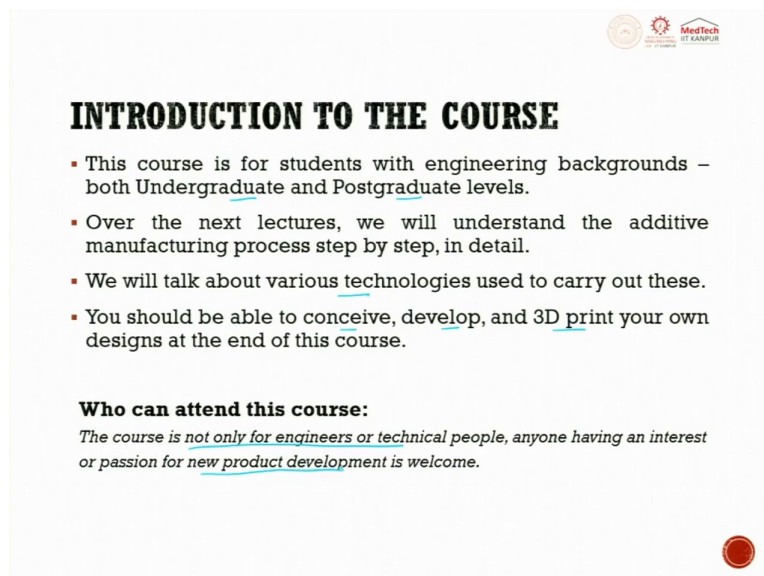 MedTech
IIT KANPUR
INTRODUCTION TO THE COURSE
▪ This course is for students with engineering backgrounds –
both Undergraduate and Postgraduate levels.
▪ Over the next lectures, we will understand the additive
manufacturing process step by step, in detail.
▪ We will talk about various technologies used to carry out these.
▪ You should be able to conceive, develop, and 3D print your own
designs at the end of this course.
Who can attend this course:
The course is not only for engineers or technical people, anyone having an interest
or passion for new product development is welcome.